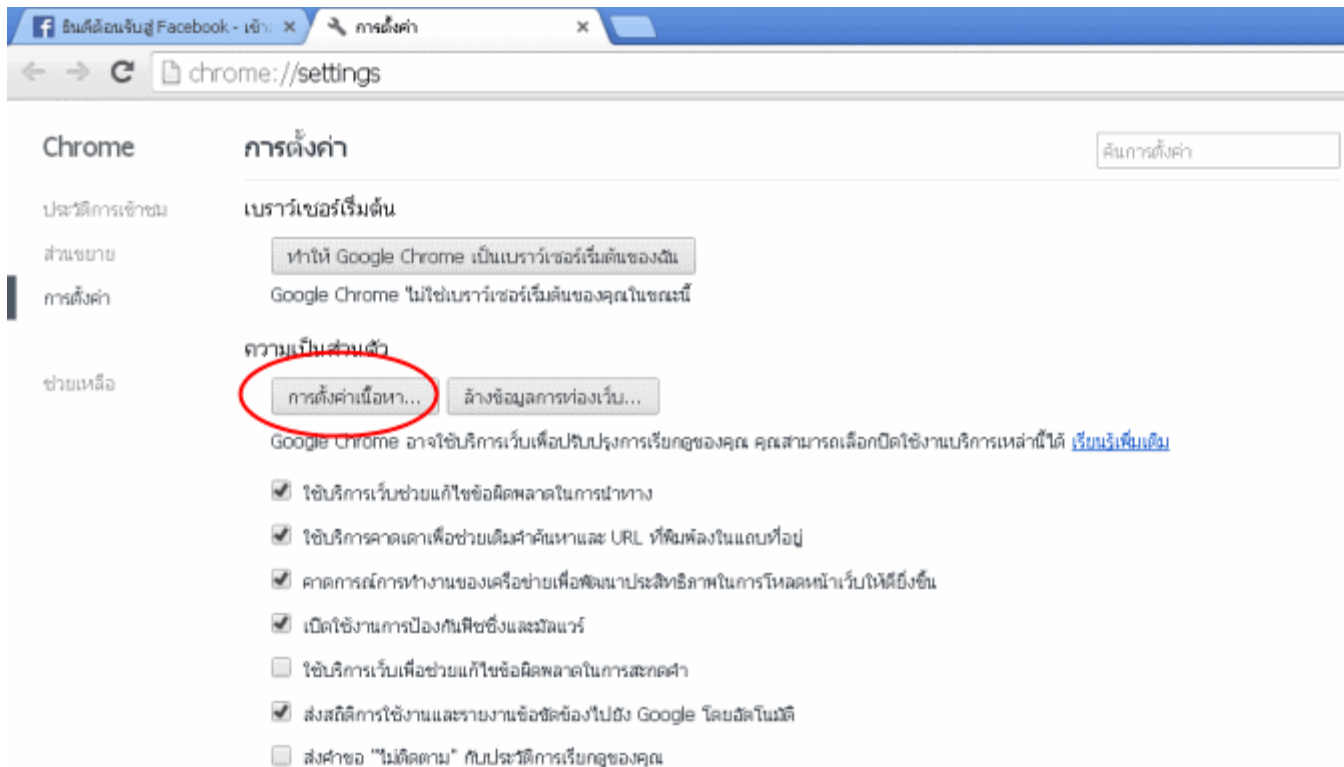 ยินดีต้อนรับสู่ Facebook - เข้า
การตั้งค่า
chrome://settings
Chrome
การตั้งค่า
ค้นการตั้งค่า
ประวัติการเข้าชม
ส่วนขยาย
การตั้งค่า
ช่วยเหลือ
เบราว์เซอร์เริ่มต้น
ทำให้ Google Chrome เป็นเบราว์เซอร์เริ่มต้นของฉัน
Google Chrome ไม่ใช่เบราว์เซอร์เริ่มต้นของคุณในขณะนี้
ความเป็นส่วนตัว
การตั้งค่าเนื้อหา...
ล้างข้อมูลการท่องเว็บ...
Google Chrome อาจใช้บริการเว็บเพื่อปรับปรุงการเรียกดูของคุณ คุณสามารถเลือกปิดใช้งานบริการเหล่านี้ได้ เรียนรู้เพิ่มเติม
ใช้บริการเว็บช่วยแก้ไขข้อผิดพลาดในการนำทาง
ใช้บริการคาดเดาเพื่อช่วยเติมคำค้นหาและ URL ที่พิมพ์ลงในแถบที่อยู่
คาดการณ์การทำงานของเครือข่ายเพื่อพัฒนาประสิทธิภาพในการโหลดหน้าเว็บให้ดียิ่งขึ้น
เปิดใช้งานการป้องกันฟิชชิ่งและมัลแวร์
ใช้บริการเว็บเพื่อช่วยแก้ไขข้อผิดพลาดในการสะกดคำ
ส่งสถิติการใช้งานและรายงานข้อขัดข้องไปยัง Google โดยอัตโนมัติ
ส่งคำขอ "ไม่ติดตาม" กับประวัติการเรียกดูของคุณ